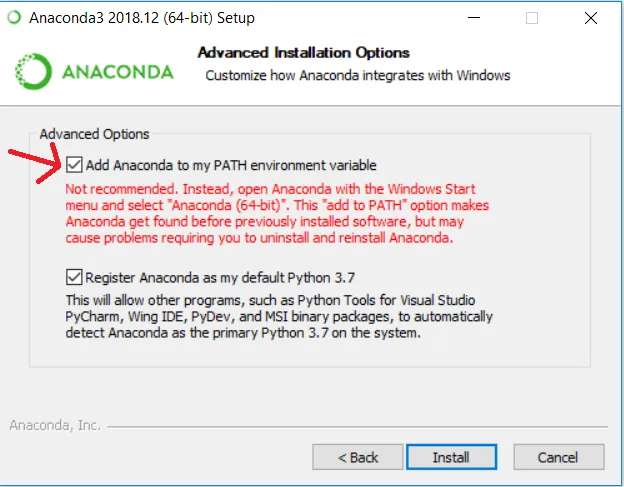 Anaconda3 2018.12 (64-bit) Setup
Advanced Installation Options
Customize how Anaconda integrates with Windows
ANACONDA
Advanced Options
Add Anaconda to my PATH environment variable
Not recommended. Instead, open Anaconda with the Windows Start
menu and select "Anaconda (64-bit)". This "add to PATH" option makes
Anaconda get found before previously installed software, but may
cause problems requiring you to uninstall and reinstall Anaconda.
Register Anaconda as my default Python 3.7
This will allow other programs, such as Python Tools for Visual Studio
PyCharm, Wing IDE, PyDev, and MSI binary packages, to automatically
detect Anaconda as the primary Python 3.7 on the system.
Anaconda, Inc.
< Back
Install
Cancel